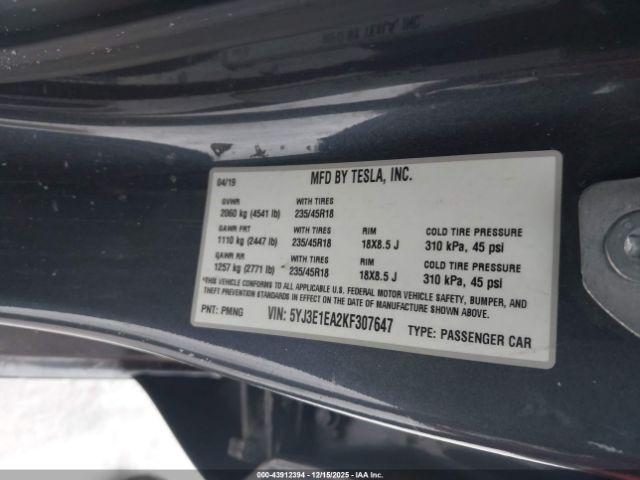 04/19 MFD BY TESLA, INC.
GVWR WITH TIRES
2060 kg (4541 lb) 235/45R18
GAWR FRT WITH TIRES RIM COLD TIRE PRESSURE
1110 kg (2447 lb) 235/45R18 18X8.5 J 310 kPa, 45 psi
GAWR RR WITH TIRES RIM COLD TIRE PRESSURE
1257 kg (2771 lb) 235/45R18 18X8.5 J 310 kPa, 45 psi
*THIS VEHICLE CONFORMS TO ALL APPLICABLE U.S. FEDERAL MOTOR VEHICLE SAFETY, BUMPER, AND
THEFT PREVENTION STANDARDS IN EFFECT ON THE DATE OF MANUFACTURE SHOWN ABOVE.
PNT: PMNG VIN: 5YJ3E1EA2KF307647 TYPE: PASSENGER CAR
000-43912394 - 12/15/2025 - IAA Inc.